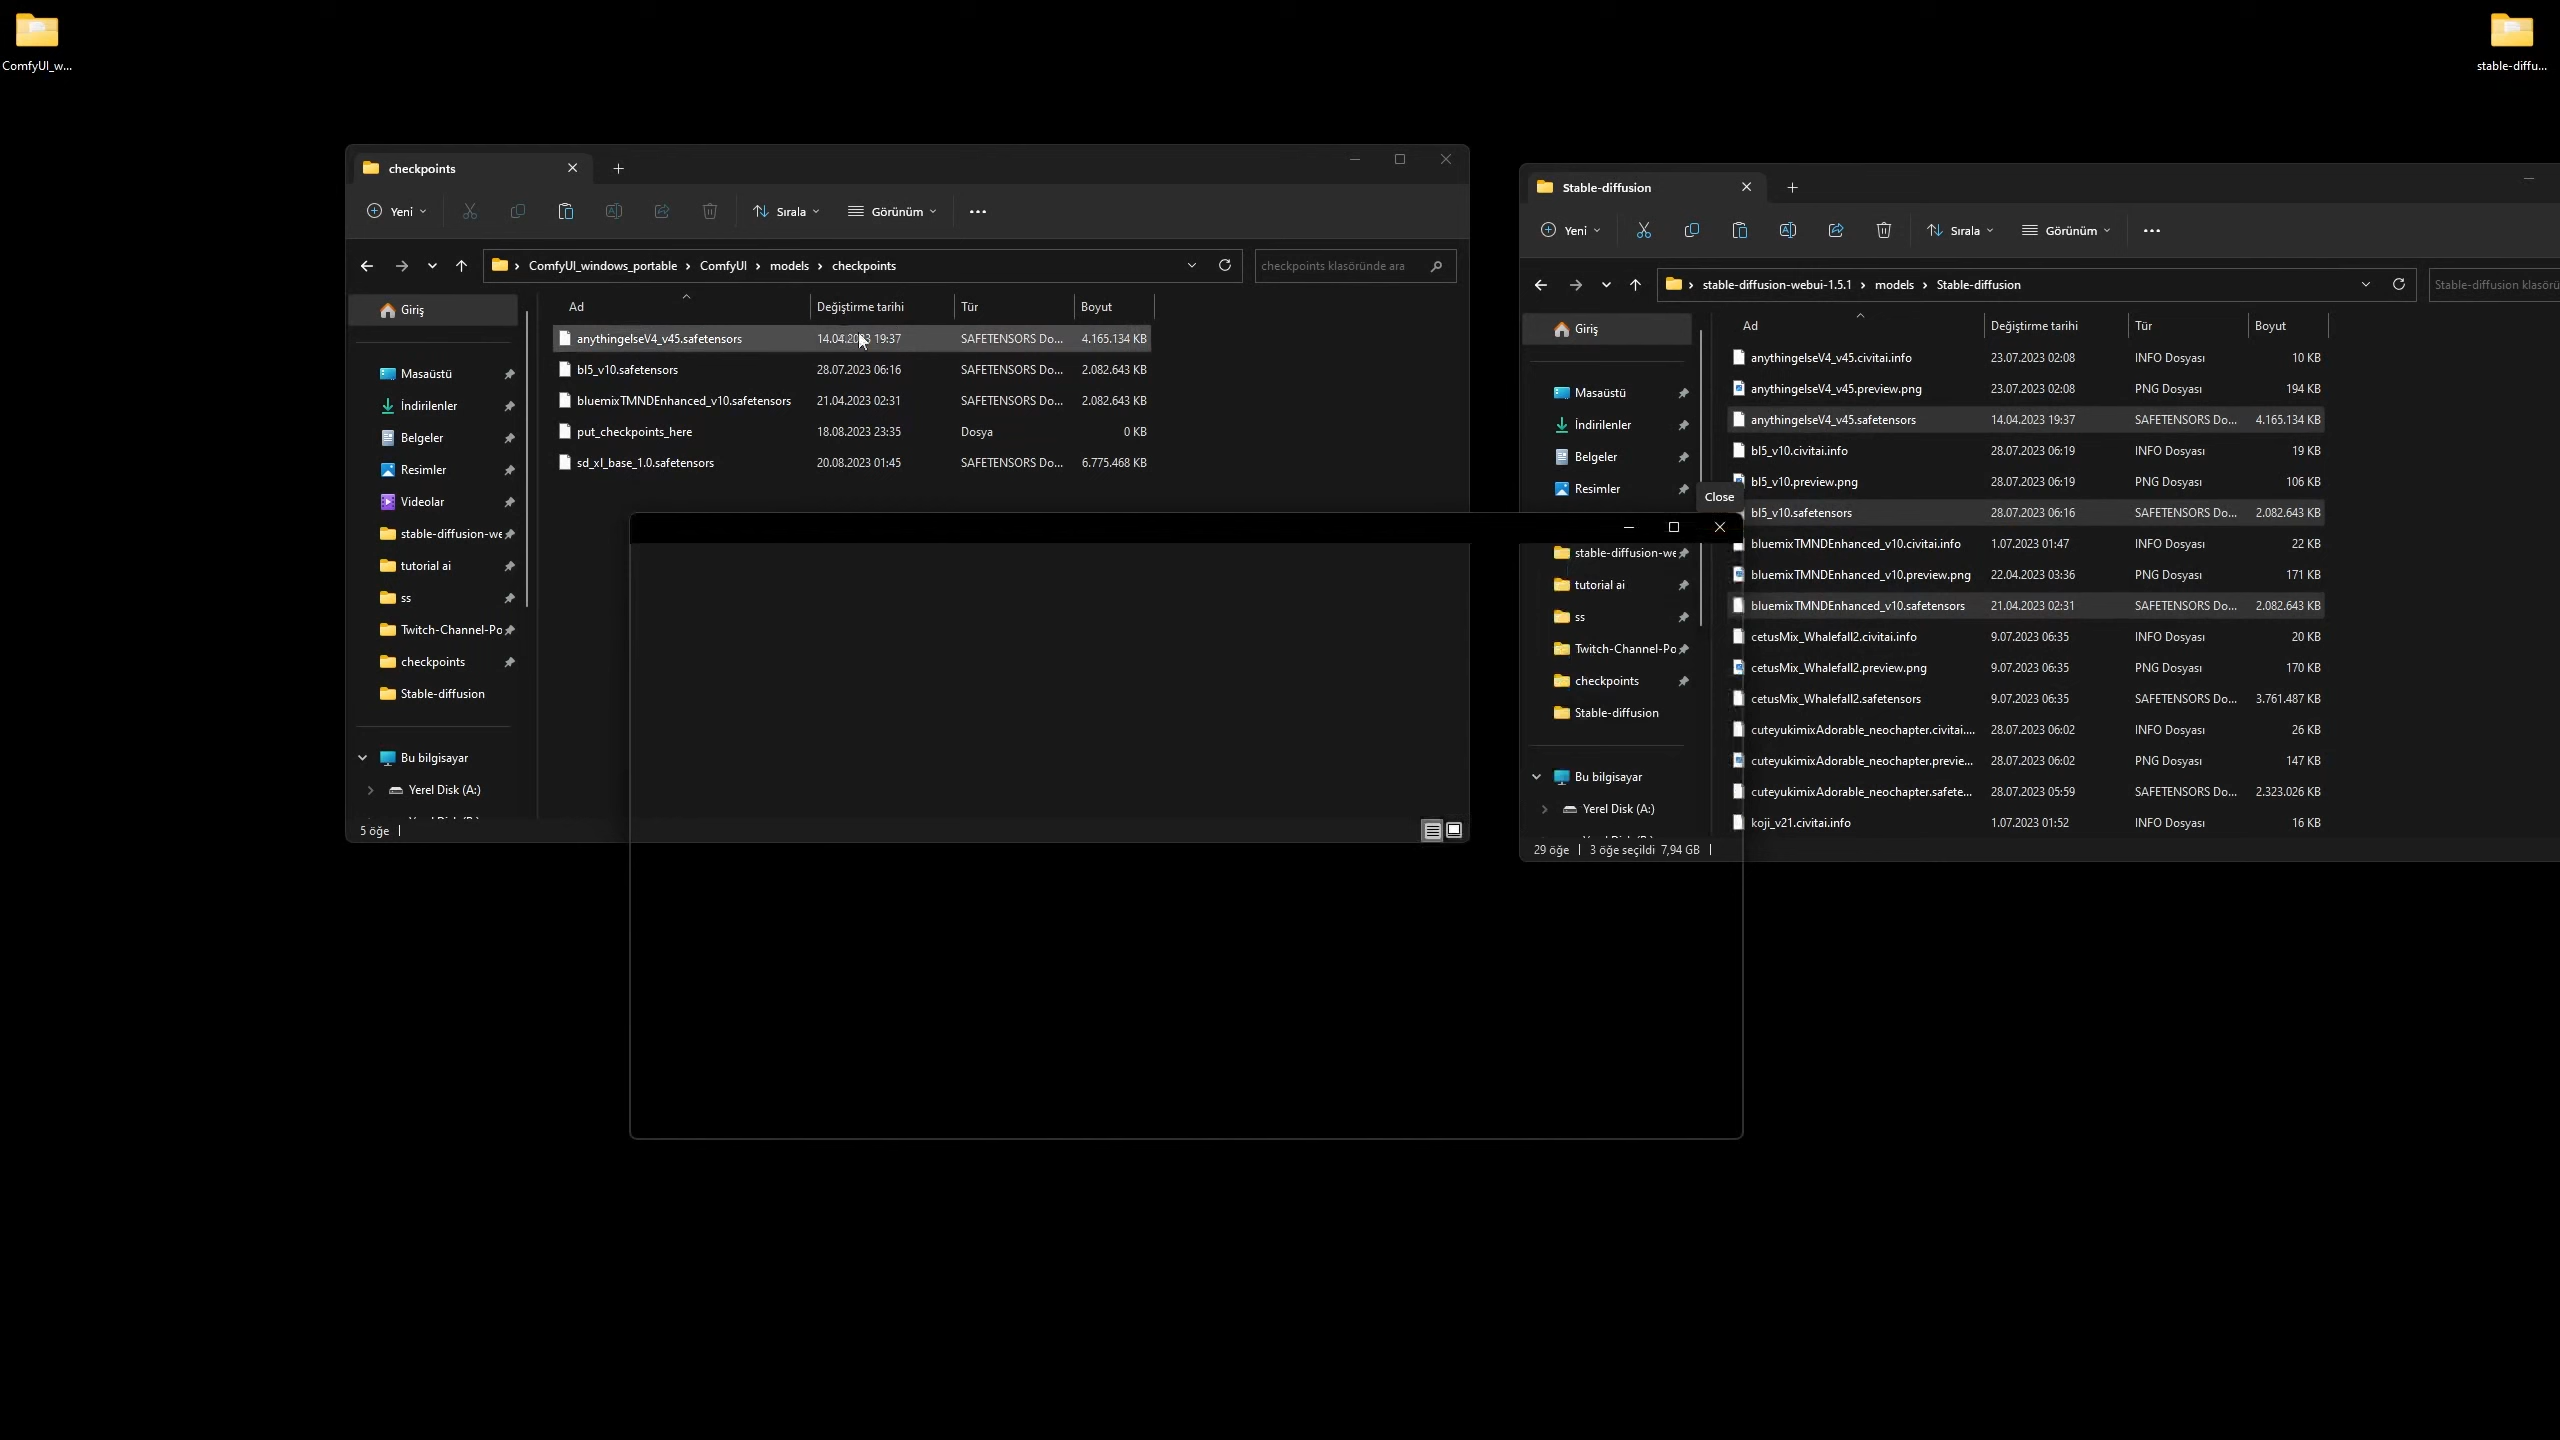 ComfyUI_w...
stable-diffu...
checkpoints
Yeni
Sırala
Görünüm
ComfyUI_windows_portable
ComfyUI
models
checkpoints
checkpoints klasöründe ara
Giriş
Masaüstü
İndirilenler
Belgeler
Resimler
Videolar
stable-diffusion-we
tutorial ai
ss
Twitch-Channel-Po
checkpoints
Stable-diffusion
Bu bilgisayar
Yerel Disk (A:)
Ad Değiştirme tarihi Tür Boyut
anythingelseV4_v45.safetensors 14.04.2023 19:37 SAFETENSORS Do... 4.165.134 KB
bl5_v10.safetensors 28.07.2023 06:16 SAFETENSORS Do... 2.082.643 KB
bluemixTMNDEnhanced_v10.safetensors 21.04.2023 02:31 SAFETENSORS Do... 2.082.643 KB
put_checkpoints_here 18.08.2023 23:35 Dosya 0 KB
sd_xl_base_1.0.safetensors 20.08.2023 01:45 SAFETENSORS Do... 6.775.468 KB
5 öğe
Stable-diffusion
Yeni
Sırala
Görünüm
stable-diffusion-webui-1.5.1
models
Stable-diffusion
Stable-diffusion klasörü
Giriş
Masaüstü
İndirilenler
Belgeler
Resimler
Close
stable-diffusion-we
tutorial ai
ss
Twitch-Channel-Po
checkpoints
Stable-diffusion
Bu bilgisayar
Yerel Disk (A:)
Ad Değiştirme tarihi Tür Boyut
anythingelseV4_v45.civitai.info 23.07.2023 02:08 INFO Dosyası 10 KB
anythingelseV4_v45.preview.png 23.07.2023 02:08 PNG Dosyası 194 KB
anythingelseV4_v45.safetensors 14.04.2023 19:37 SAFETENSORS Do... 4.165.134 KB
bl5_v10.civitai.info 28.07.2023 06:19 INFO Dosyası 19 KB
bl5_v10.preview.png 28.07.2023 06:19 PNG Dosyası 106 KB
bl5_v10.safetensors 28.07.2023 06:16 SAFETENSORS Do... 2.082.643 KB
bluemixTMNDEnhanced_v10.civitai.info 1.07.2023 01:47 INFO Dosyası 22 KB
bluemixTMNDEnhanced_v10.preview.png 22.04.2023 03:36 PNG Dosyası 171 KB
bluemixTMNDEnhanced_v10.safetensors 21.04.2023 02:31 SAFETENSORS Do... 2.082.643 KB
cetusMix_Whalefall2.civitai.info 9.07.2023 06:35 INFO Dosyası 20 KB
cetusMix_Whalefall2.preview.png 9.07.2023 06:35 PNG Dosyası 170 KB
cetusMix_Whalefall2.safetensors 9.07.2023 06:35 SAFETENSORS Do... 3.761.487 KB
cuteyukimixAdorable_neochapter.civitai.... 28.07.2023 06:02 INFO Dosyası 26 KB
cuteyukimixAdorable_neochapter.previe... 28.07.2023 06:02 PNG Dosyası 147 KB
cuteyukimixAdorable_neochapter.safete... 28.07.2023 05:59 SAFETENSORS Do... 2.323.026 KB
koji_v21.civitai.info 1.07.2023 01:52 INFO Dosyası 16 KB
29 öğe 3 öğe seçildi 7,94 GB